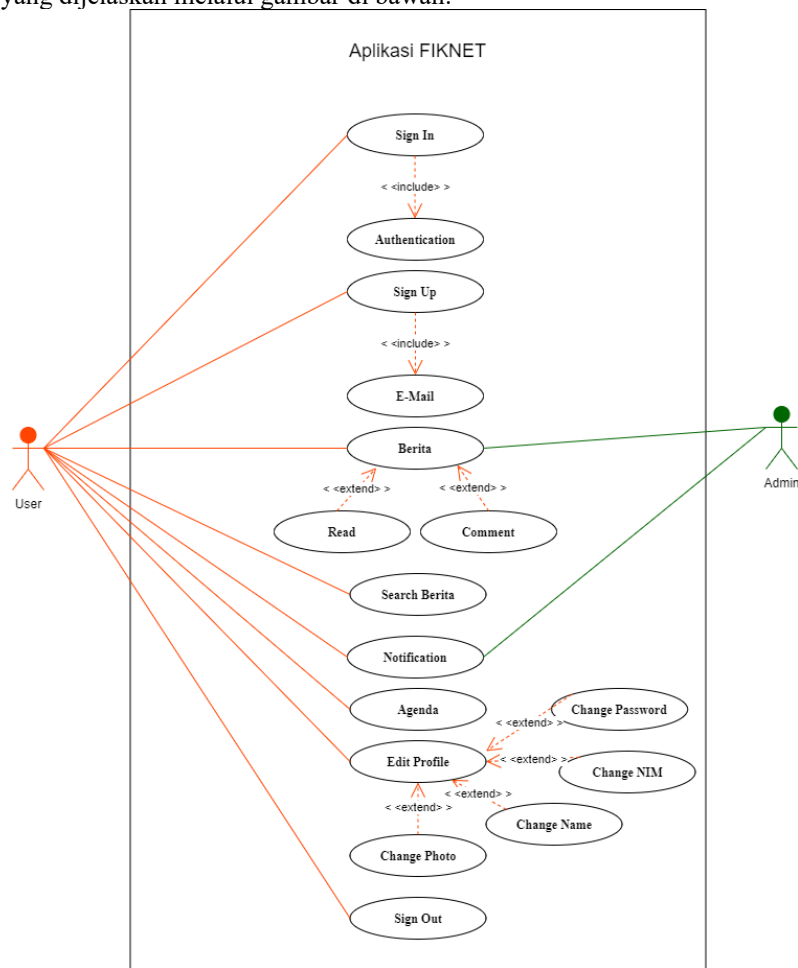 yang dijelaskan melalui gambar di bawah.
Aplikasi FIKNET
Sign In
< <include> >
Authentication
Sign Up
< <include> >
E-Mail
Berita
< <extend> >
< <extend> >
Read
Comment
User
Admin
Search Berita
Notification
Agenda
Change Password
< <extend> >
Edit Profile
< <extend> >
Change NIM
< <extend> >
< <extend> >
Change Name
Change Photo
Sign Out